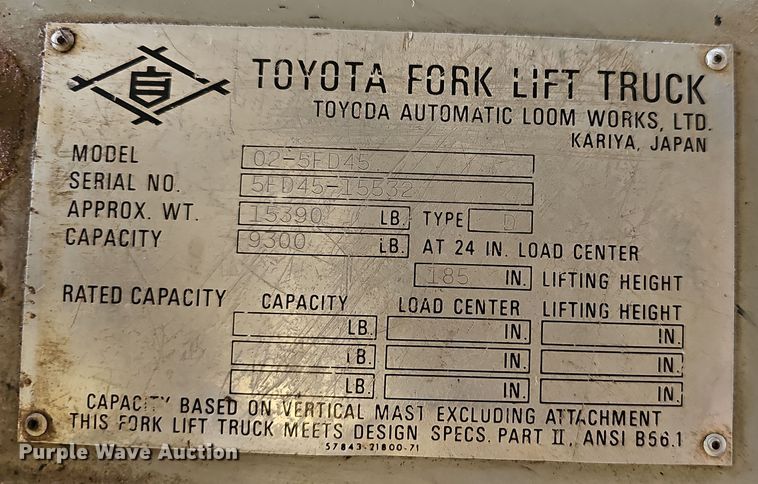 TOYOTA FORK LIFT TRUCK
TOYODA AUTOMATIC LOOM WORKS, LTD.
KARIYA, JAPAN
MODEL 02-5FD45
SERIAL NO. 5FD45-15532
APPROX. WT. 15390 LB. TYPE D
CAPACITY 9300 LB. AT 24 IN. LOAD CENTER
185 IN. LIFTING HEIGHT
RATED CAPACITY CAPACITY LOAD CENTER LIFTING HEIGHT
LB. IN. IN.
LB. IN. IN.
LB. IN. IN.
CAPACITY BASED ON VERTICAL MAST EXCLUDING ATTACHMENT
THIS FORK LIFT TRUCK MEETS DESIGN SPECS. PART II, ANSI B56.1
57843-21800-71
Purple Wave Auction